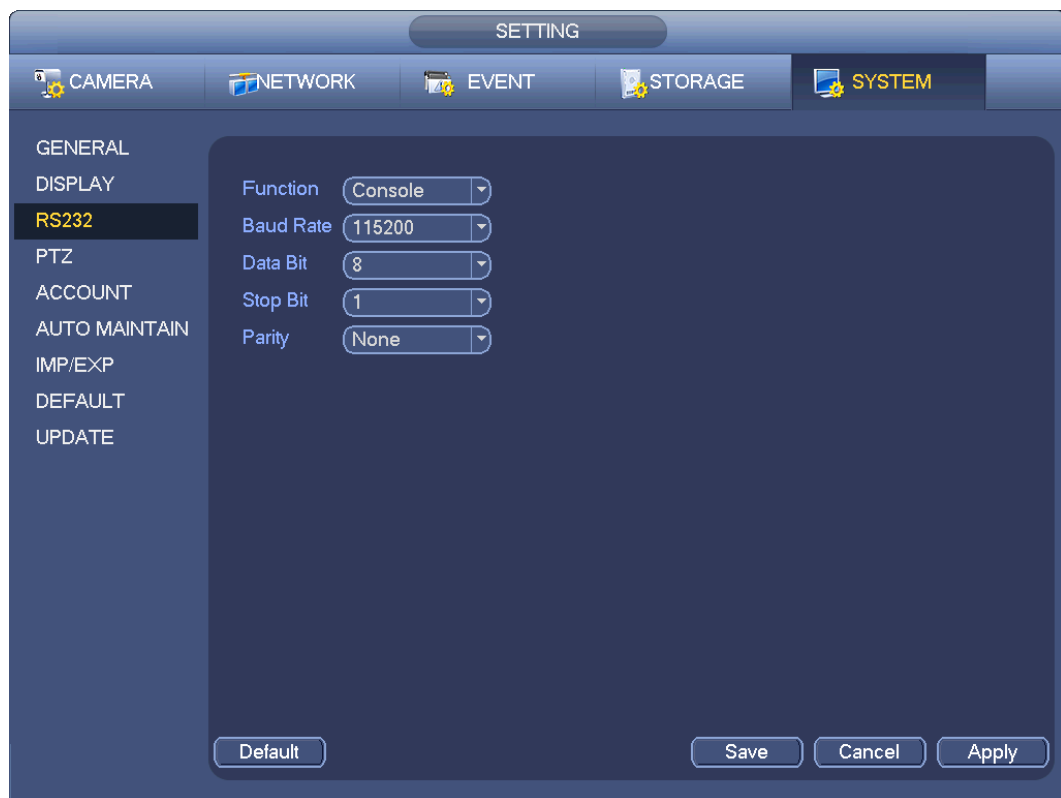 SETTING
CAMERA NETWORK EVENT STORAGE SYSTEM
GENERAL
DISPLAY
RS232
PTZ
ACCOUNT
AUTO MAINTAIN
IMP/EXP
DEFAULT
UPDATE
Function Console
Baud Rate 115200
Data Bit 8
Stop Bit 1
Parity None
Default Save Cancel Apply